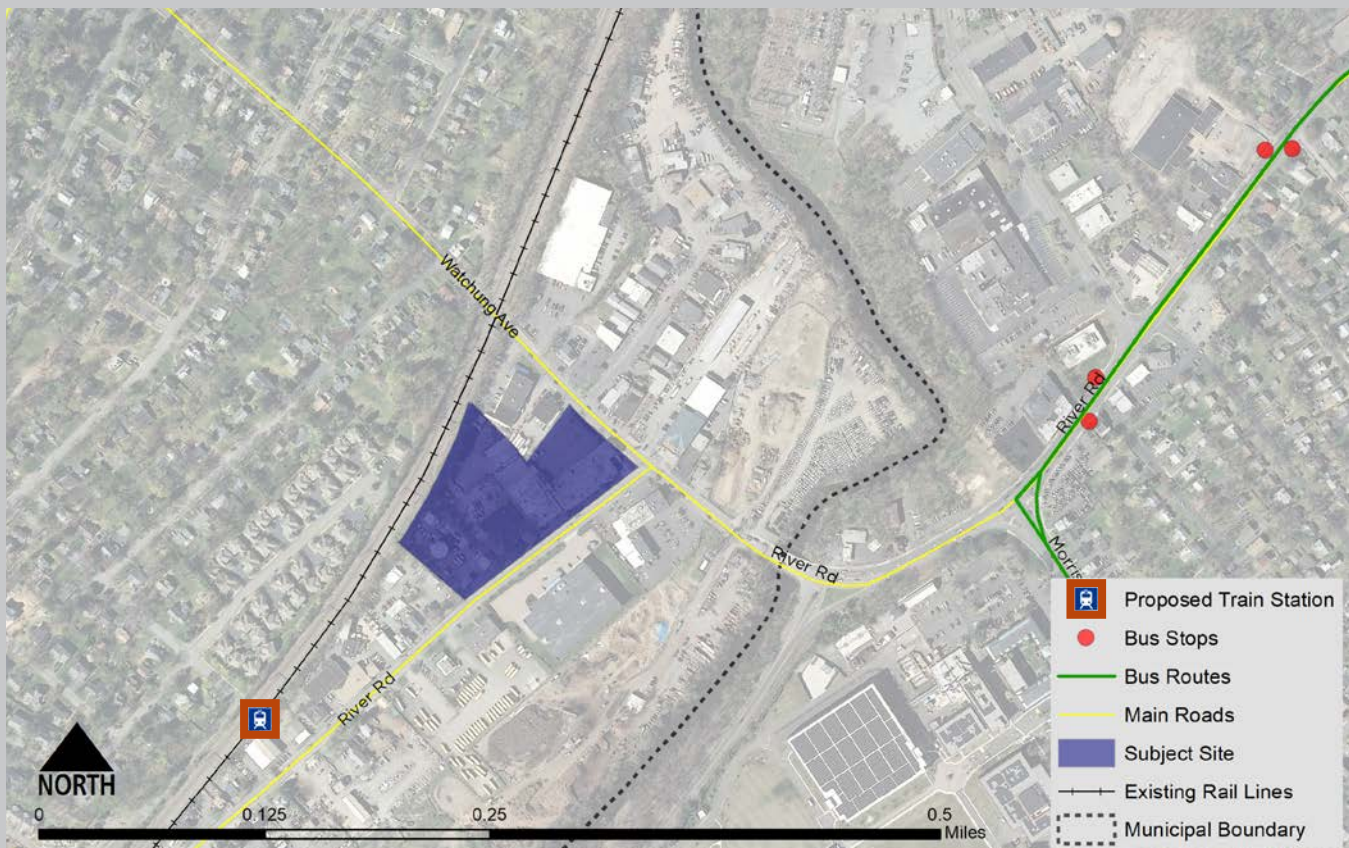 Watchung Ave
River Rd
River Rd
Morris
River Rd
NORTH
0
0.125
0.25
0.5
Miles
Proposed Train Station
Bus Stops
Bus Routes
Main Roads
Subject Site
Existing Rail Lines
Municipal Boundary